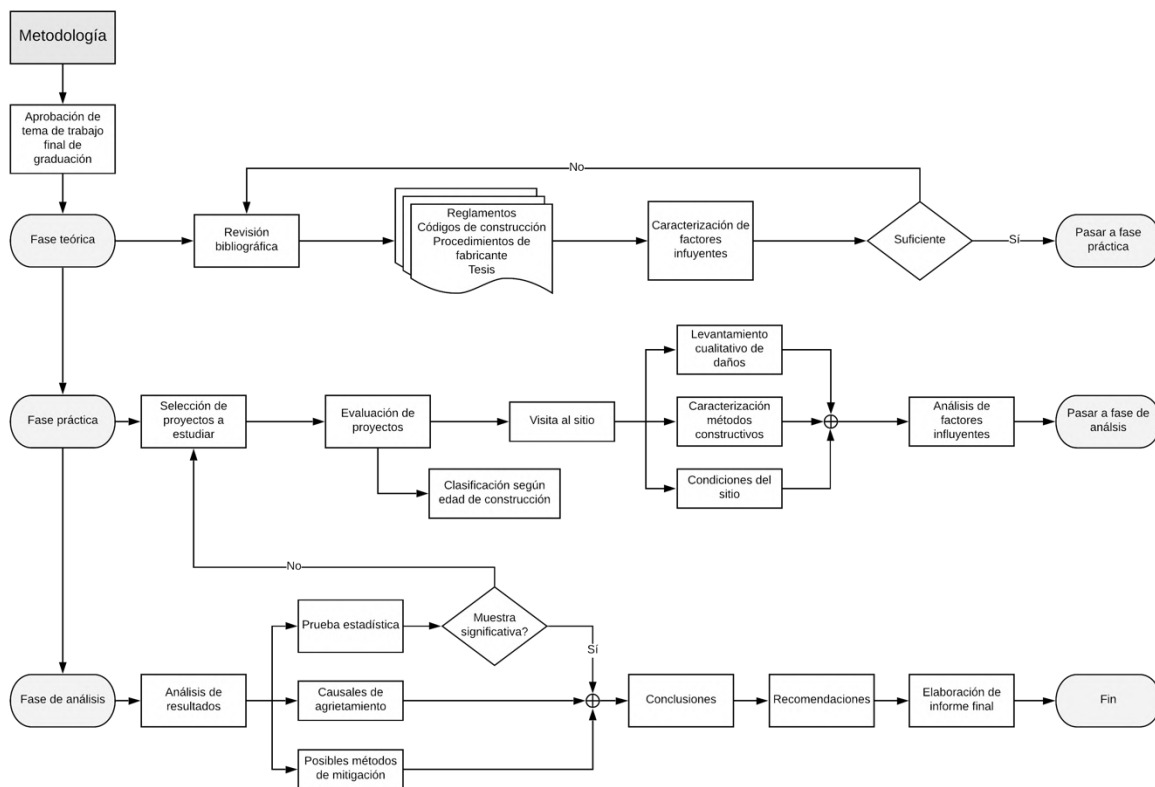 Metodología
Aprobación de
tema de trabajo
final de
graduación
No
Fase teórica
Revisión
bibliográfica
Reglamentos
Códigos de construcción
Procedimientos de
fabricante
Tesis
Caracterización de
factores
infuyentes
Suficiente
Sí
Pasar a fase
práctica
Fase práctica
Selección de
proyectos a
estudiar
Evaluación de
proyectos
Clasificación según
edad de construcción
Visita al sitio
Levantamiento
cualitativo de
daños
Caracterización
métodos
constructivos
Condiciones del
sitio
Análisis de
factores
influyentes
Pasar a fase de
análsis
No
Fase de análisis
Análisis de
resultados
Prueba estadística
Muestra
significativa?
Sí
Causales de
agrietamiento
Posibles métodos
de mitigación
Conclusiones
Recomendaciones
Elaboración de
informe final
Fin